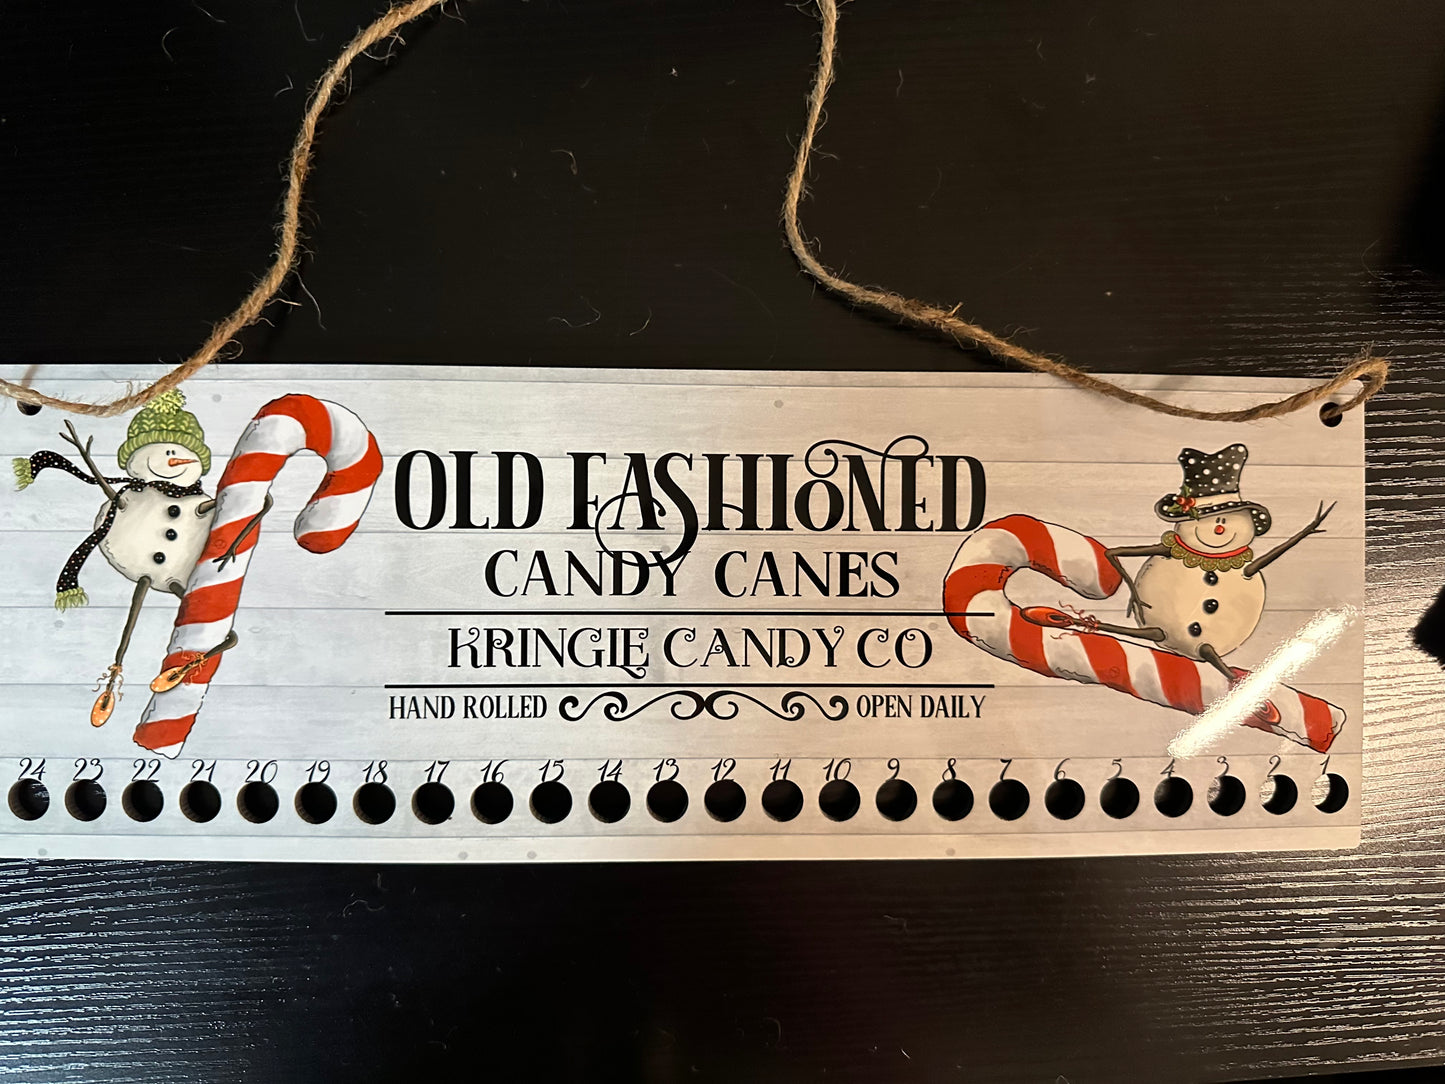 OLD FASHIONED
CANDY CANES
KRINGLE CANDY CO
HAND ROLLED OPEN DAILY
24 23 22 21 20 19 18 17 16 15 14 13 12 11 10 9 8 7 6 5 4 3 2 1